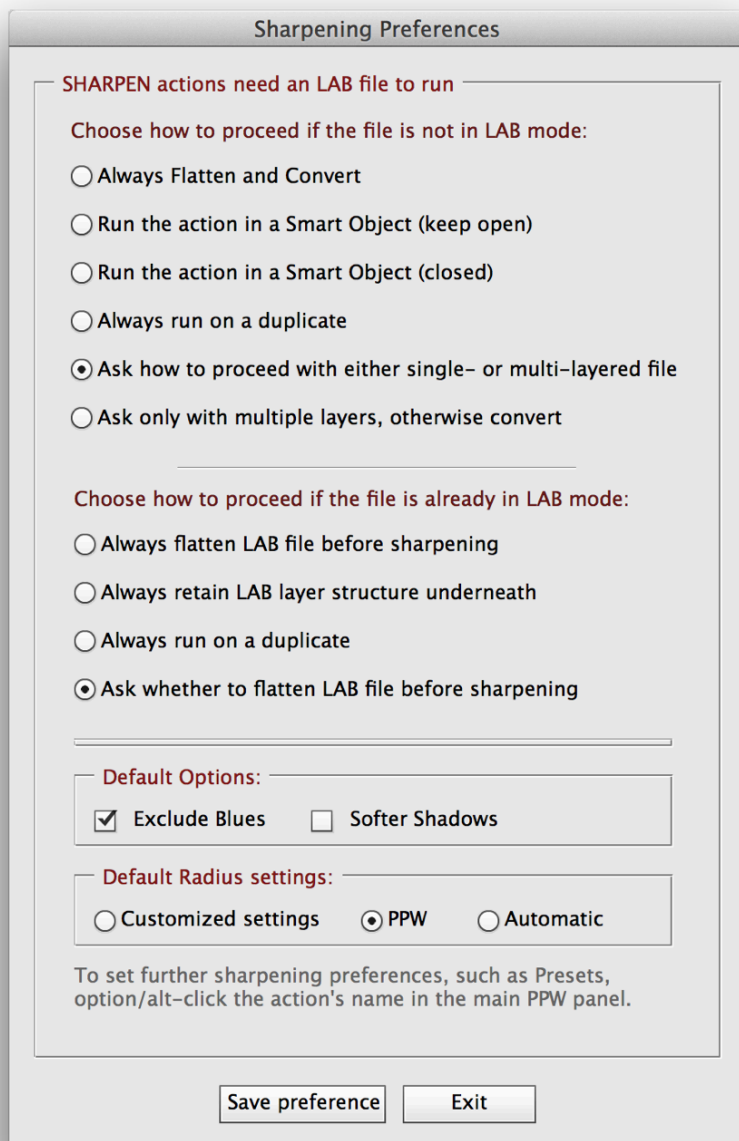 Sharpening Preferences
SHARPEN actions need an LAB file to run
Choose how to proceed if the file is not in LAB mode:
Always Flatten and Convert
Run the action in a Smart Object (keep open)
Run the action in a Smart Object (closed)
Always run on a duplicate
Ask how to proceed with either single- or multi-layered file
Ask only with multiple layers, otherwise convert
Choose how to proceed if the file is already in LAB mode:
Always flatten LAB file before sharpening
Always retain LAB layer structure underneath
Always run on a duplicate
Ask whether to flatten LAB file before sharpening
Default Options:
Exclude Blues Softer Shadows
Default Radius settings:
Customized settings PPW Automatic
To set further sharpening preferences, such as Presets,
option/alt-click the action's name in the main PPW panel.
Save preference Exit